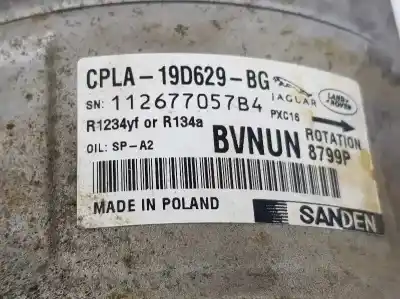 CPLA-19D629-BG
JAGUAR
LAND ROVER
SN: 112677057B4
PXC16
R1234yf or R134a
ROTATION
OIL: SP-A2
BVNUN
8799P
MADE IN POLAND
SANDEN